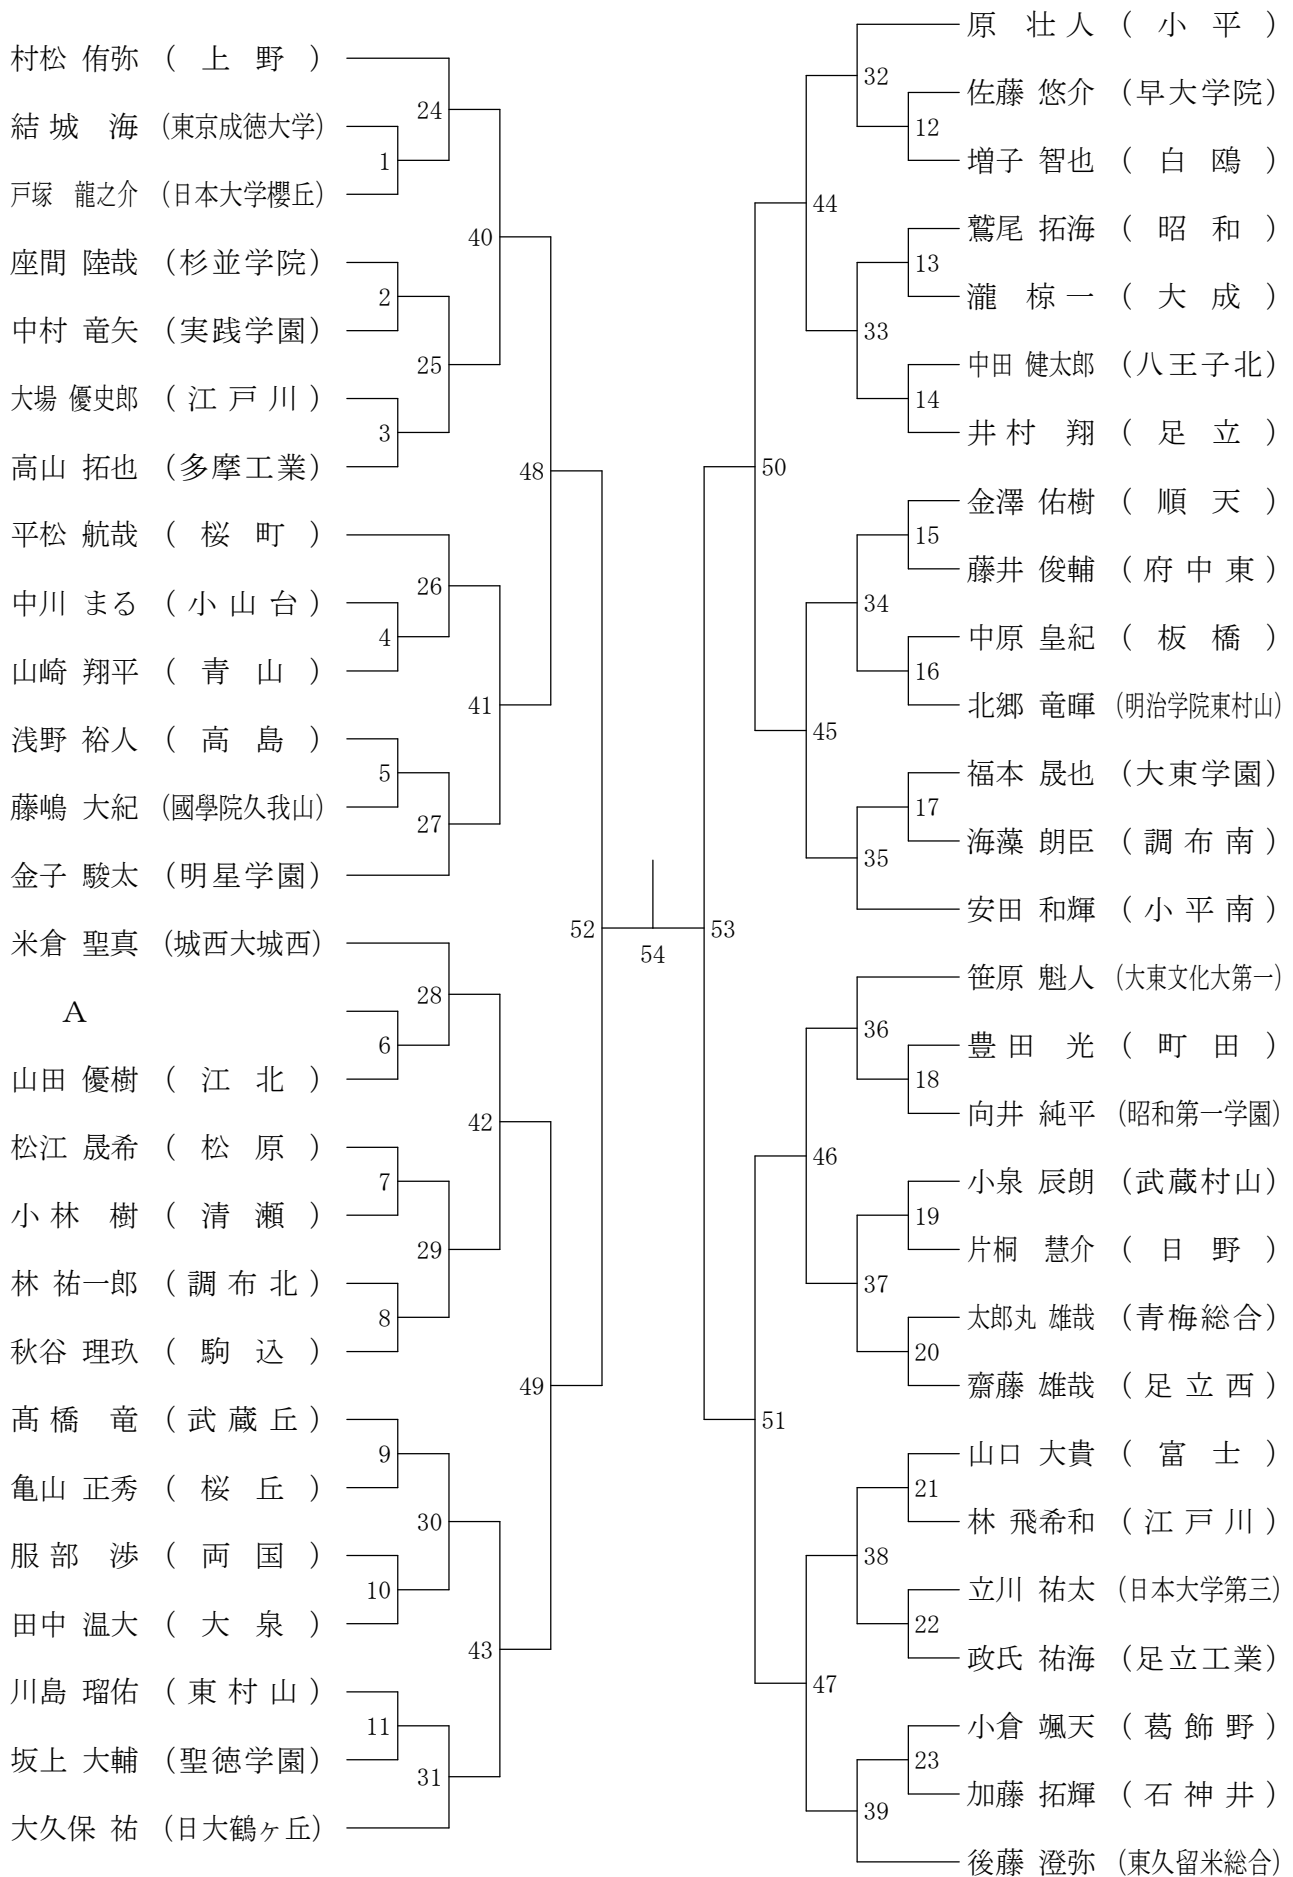 村松 侑弥 （ 上 野 ）
結城 海 （東京成徳大学）
戸塚 龍之介 （日本大学櫻丘）
座間 陸哉 （杉並学院）
中村 竜矢 （実践学園）
大場 優史郎 （江戸川）
高山 拓也 （多摩工業）
平松 航哉 （ 桜 町 ）
中川 まる （小山台）
山崎 翔平 （ 青 山 ）
浅野 裕人 （ 高 島 ）
藤嶋 大紀 （國學院久我山）
金子 駿太 （明星学園）
米倉 聖真 （城西大城西）
A
山田 優樹 （ 江 北 ）
松江 晟希 （ 松 原 ）
小林 樹 （ 清 瀬 ）
林 祐一郎 （調布北）
秋谷 理玖 （ 駒 込 ）
髙橋 竜 （武蔵丘）
亀山 正秀 （ 桜 丘 ）
服部 渉 （ 両 国 ）
田中 温大 （ 大 泉 ）
川島 瑠佑 （東村山）
坂上 大輔 （聖徳学園）
大久保 祐 （日大鶴ヶ丘）
1
2
3
4
5
6
7
8
9
10
11
24
25
26
27
28
29
30
31
40
41
42
43
48
49
52
54
53
50
51
44
45
46
47
32
33
34
35
36
37
38
39
12
13
14
15
16
17
18
19
20
21
22
23
原 壮人 （ 小 平 ）
佐藤 悠介 （早大学院）
増子 智也 （ 白 鴎 ）
鷲尾 拓海 （ 昭 和 ）
瀧 椋一 （ 大 成 ）
中田 健太郎 （八王子北）
井村 翔 （ 足 立 ）
金澤 佑樹 （ 順 天 ）
藤井 俊輔 （府中東）
中原 皇紀 （ 板 橋 ）
北郷 竜暉 （明治学院東村山）
福本 晟也 （大東学園）
海藻 朗臣 （調布南）
安田 和輝 （小平南）
笹原 魁人 （大東文化大第一）
豊田 光 （ 町 田 ）
向井 純平 （昭和第一学園）
小泉 辰朗 （武蔵村山）
片桐 慧介 （ 日 野 ）
太郎丸 雄哉 （青梅総合）
齋藤 雄哉 （足立西）
山口 大貴 （ 富 士 ）
林 飛希和 （江戸川）
立川 祐太 （日本大学第三）
政氏 祐海 （足立工業）
小倉 颯天 （葛飾野）
加藤 拓輝 （石神井）
後藤 澄弥 （東久留米総合）